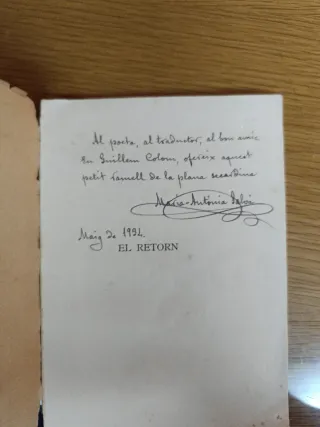 Al poeta, al traductor, al bon amic
En Guillem Colom, ofereix aquest
petit ramell de la plana
Maria-Antònia Salvà
Maig de 1934.
EL RETORN